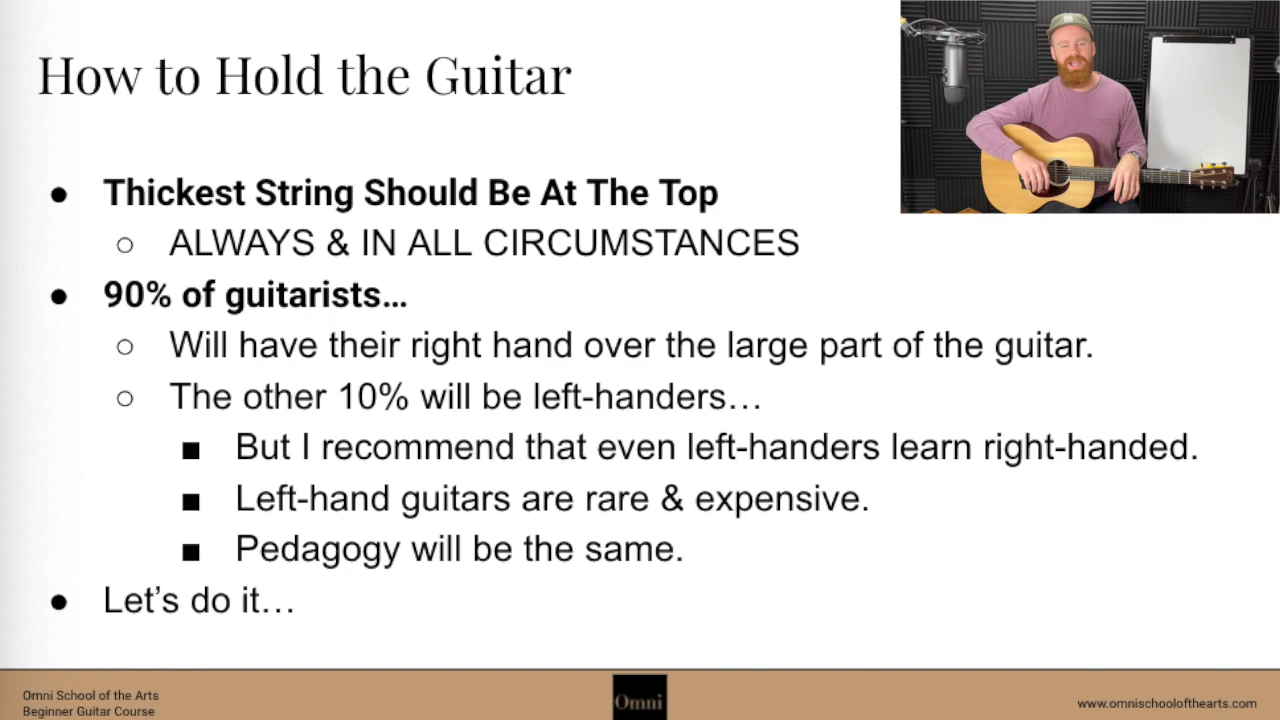 How to Hold the Guitar
● Thickest String Should Be At The Top
○ ALWAYS & IN ALL CIRCUMSTANCES
● 90% of guitarists…
○ Will have their right hand over the large part of the guitar.
○ The other 10% will be left-handers…
■ But I recommend that even left-handers learn right-handed.
■ Left-hand guitars are rare & expensive.
■ Pedagogy will be the same.
● Let’s do it…
Omni School of the Arts
Beginner Guitar Course
Omni
www.omnischoolofthearts.com